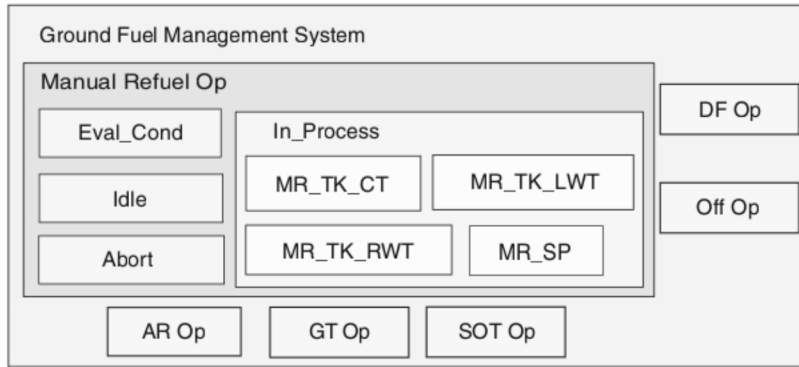 Ground Fuel Management System
Manual Refuel Op
Eval_Cond
Idle
Abort
In_Process
MR_TK_CT
MR_TK_LWT
MR_TK_RWT
MR_SP
DF Op
Off Op
AR Op
GT Op
SOT Op